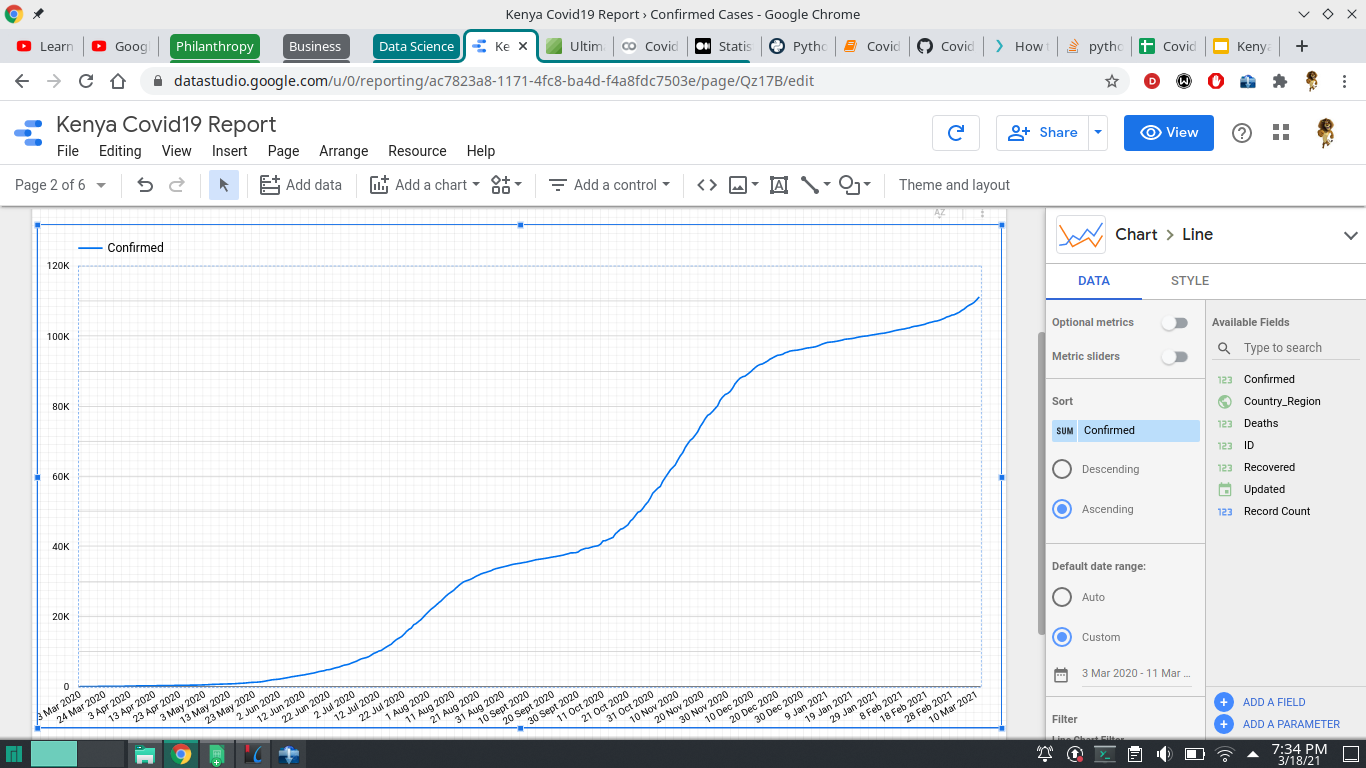 Kenya Covid19 Report › Confirmed Cases - Google Chrome
Learn
Goog
Philanthropy
Business
Data Science
Ke
Ultim
Covid
Statis
Pytho
Covid
Covid
How
pytho
Covid
Kenya
datastudio.google.com/u/0/reporting/ac7823a8-1171-4fc8-ba4d-f4a8fdc7503e/page/Qz17B/edit
Kenya Covid19 Report
File Editing View Insert Page Arrange Resource Help
Share
View
Page 2 of 6
Add data
Add a chart
Add a control
Theme and layout
Confirmed
120K
100K
80K
60K
40K
20K
0
3 Mar 2020
24 Mar 2020
3 Apr 2020
13 Apr 2020
23 Apr 2020
3 May 2020
13 May 2020
23 May 2020
2 Jun 2020
12 Jun 2020
22 Jun 2020
2 Jul 2020
12 Jul 2020
22 Jul 2020
1 Aug 2020
11 Aug 2020
21 Aug 2020
31 Aug 2020
10 Sept 2020
20 Sept 2020
30 Sept 2020
11 Oct 2020
21 Oct 2020
31 Oct 2020
10 Nov 2020
20 Nov 2020
30 Nov 2020
10 Dec 2020
20 Dec 2020
30 Dec 2020
9 Jan 2021
19 Jan 2021
29 Jan 2021
8 Feb 2021
18 Feb 2021
28 Feb 2021
10 Mar 2021
Chart > Line
DATA
STYLE
Optional metrics
Metric sliders
Sort
SUM Confirmed
Descending
Ascending
Default date range:
Auto
Custom
3 Mar 2020 - 11 Mar ...
Filter
Available Fields
Type to search
123 Confirmed
Country_Region
123 Deaths
123 ID
123 Recovered
Updated
123 Record Count
ADD A FIELD
ADD A PARAMETER
7:34 PM
3/18/21